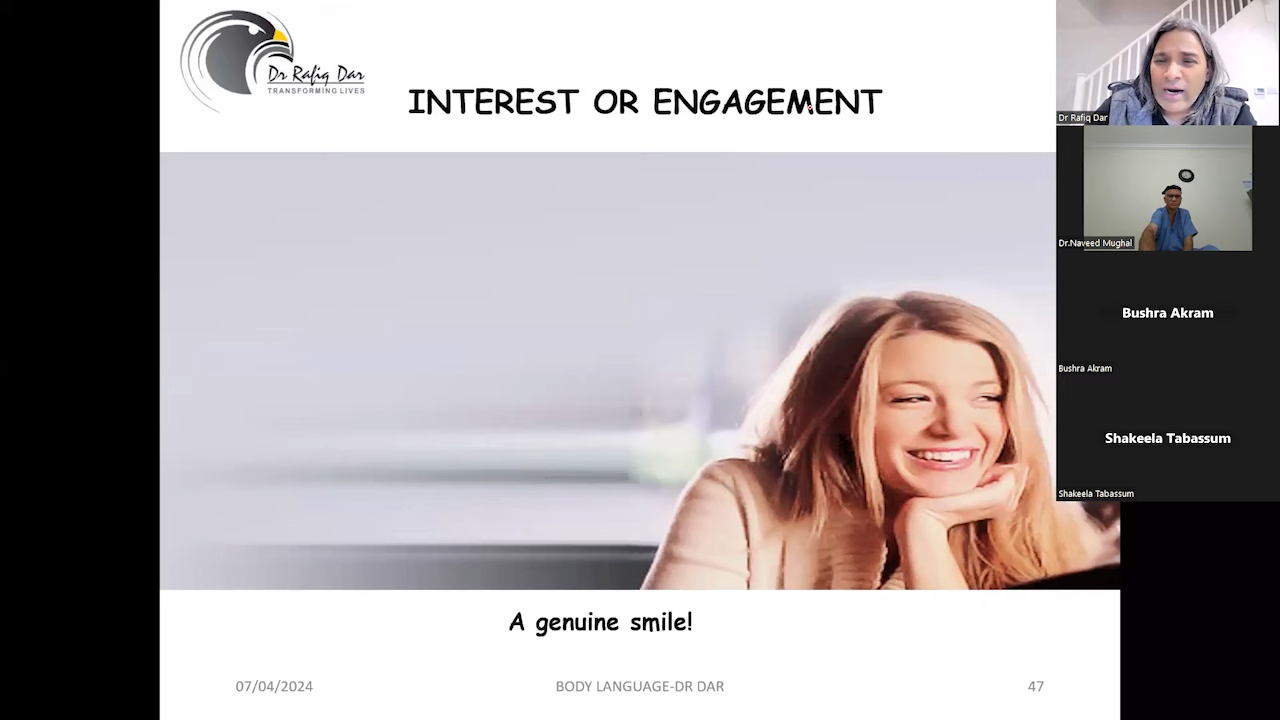 Dr Rafiq Dar
TRANSFORMING LIVES
INTEREST OR ENGAGEMENT
A genuine smile!
07/04/2024
BODY LANGUAGE-DR DAR
47
Dr Rafiq Dar
Dr.Naveed Mughal
Bushra Akram
Bushra Akram
Shakeela Tabassum
Shakeela Tabassum